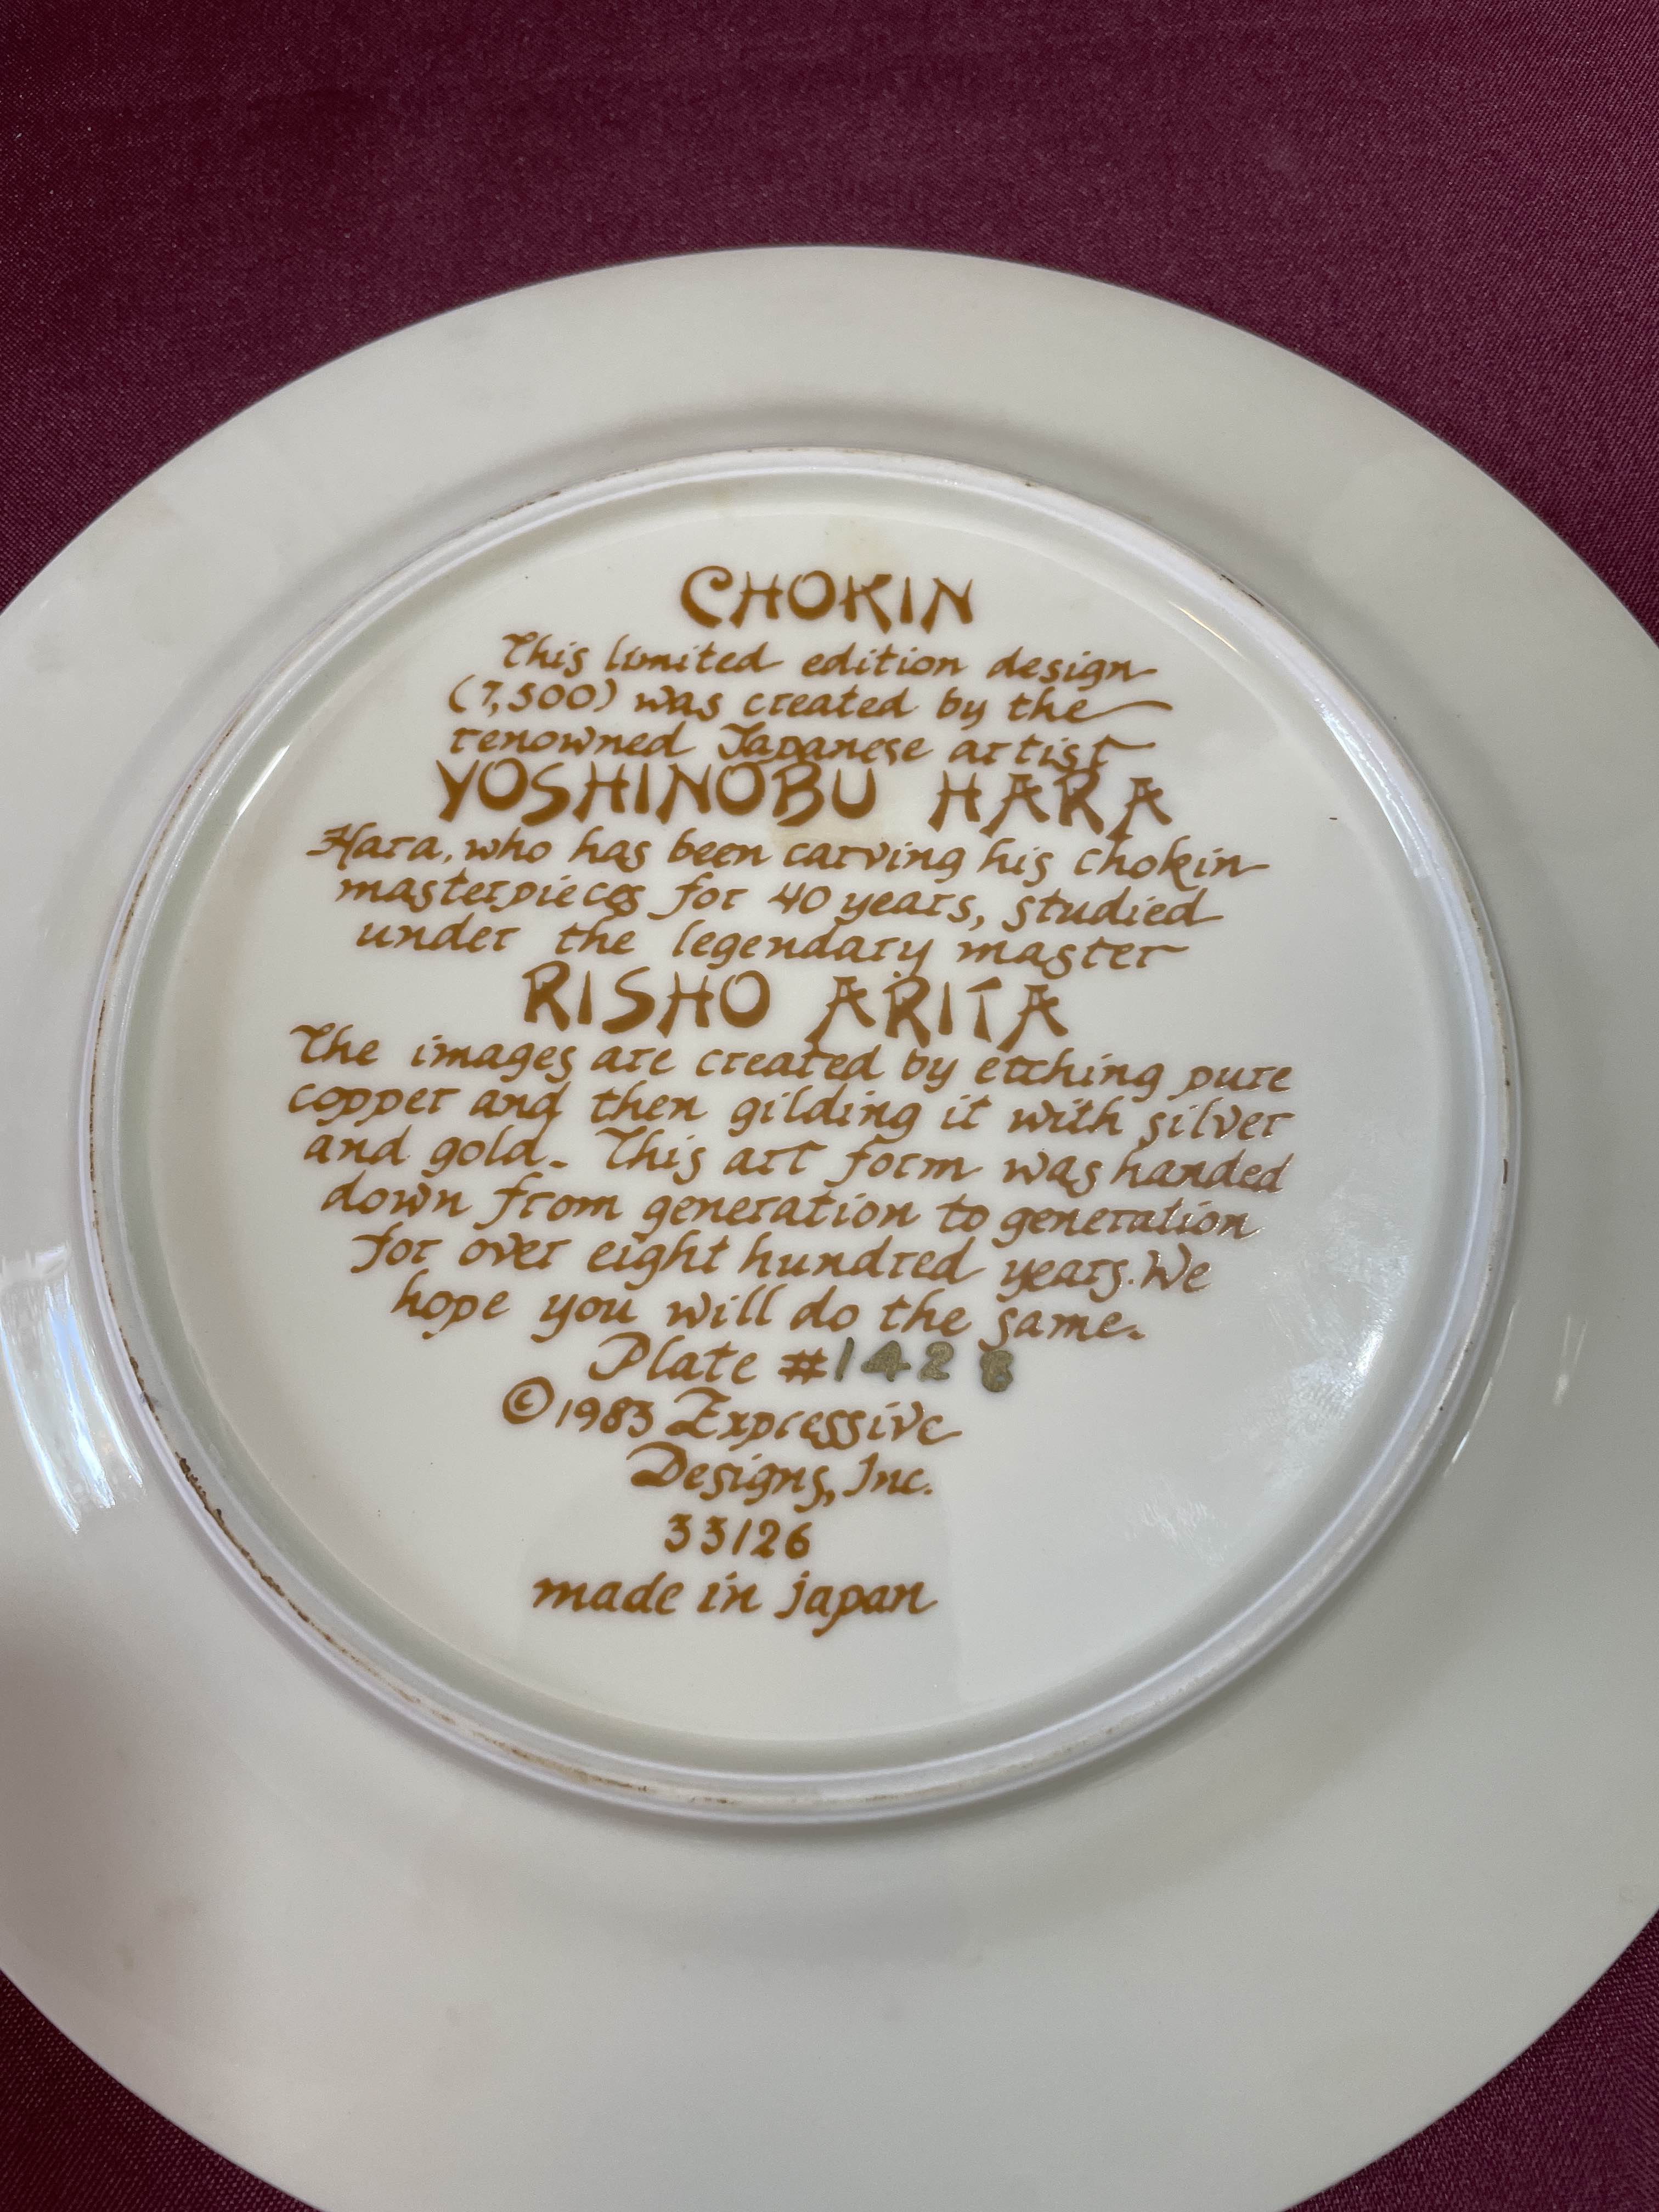 CHOKIN
This limited edition design
(7,500) was created by the
renowned Japanese artist
YOSHINOBU HARA
Hara, who has been carving his chokin
masterpieces for 40 years, studied
under the legendary master
RISHO ARITA
The images are created by etching pure
copper and then gilding it with silver
and gold. This art form was handed
down from generation to generation
for over eight hundred years. We
hope you will do the same.
Plate #1428
©1983 Expressive
Designs, Inc.
33126
made in japan